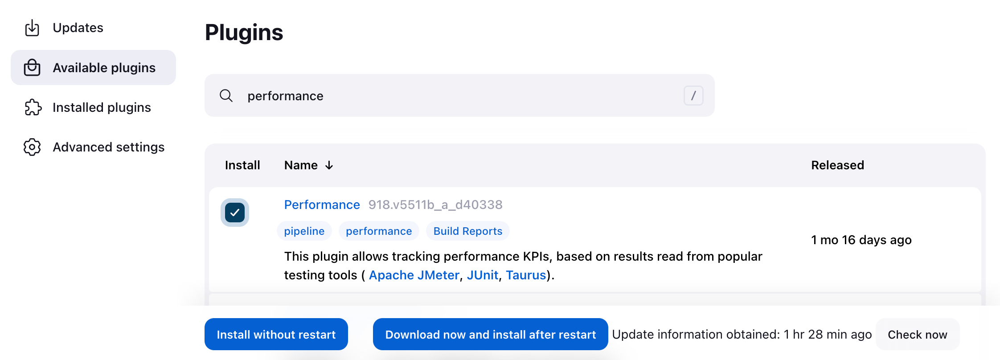 Updates
Available plugins
Installed plugins
Advanced settings
Plugins
performance /
Install Name ↓ Released
Performance 918.v5511b_a_d40338
pipeline performance Build Reports
1 mo 16 days ago
This plugin allows tracking performance KPIs, based on results read from popular
testing tools ( Apache JMeter, JUnit, Taurus).
Install without restart Download now and install after restart Update information obtained: 1 hr 28 min ago Check now